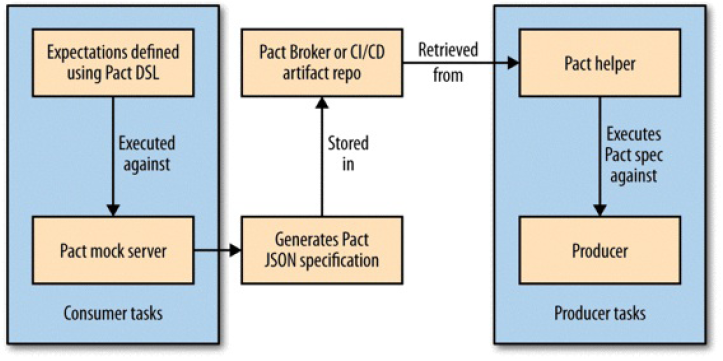 Expectations defined
using Pact DSL
Executed
against
Pact mock server
Consumer tasks
Generates Pact
JSON specification
Stored
in
Pact Broker or CI/CD
artifact repo
Retrieved
from
Pact helper
Executes
Pact spec
against
Producer
Producer tasks